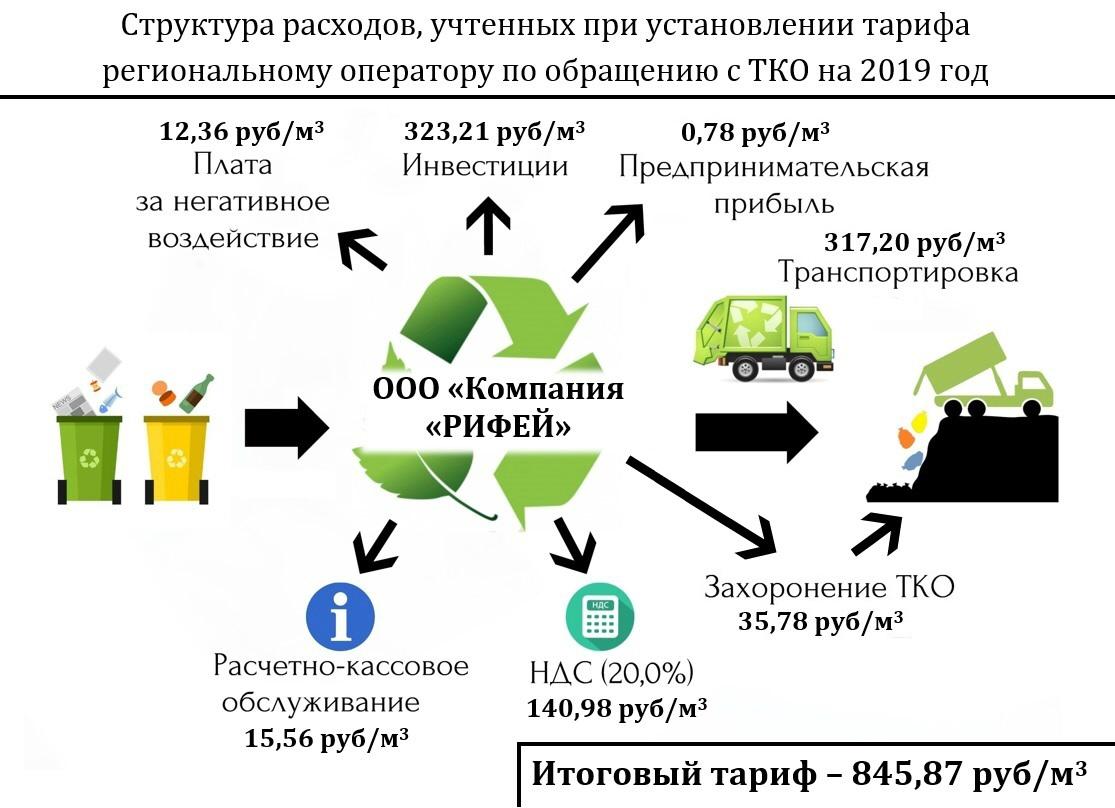 Структура расходов, учтенных при установлении тарифа
региональному оператору по обращению с ТКО на 2019 год
12,36 руб/м³
Плата
за негативное
воздействие
323,21 руб/м³
Инвестиции
0,78 руб/м³
Предпринимательская
прибыль
317,20 руб/м³
Транспортировка
NEWS
ООО «Компания
«РИФЕЙ»
Захоронение ТКО
35,78 руб/м³
i
Расчетно-кассовое
обслуживание
15,56 руб/м³
НДС
НДС (20,0%)
140,98 руб/м³
Итоговый тариф – 845,87 руб/м³